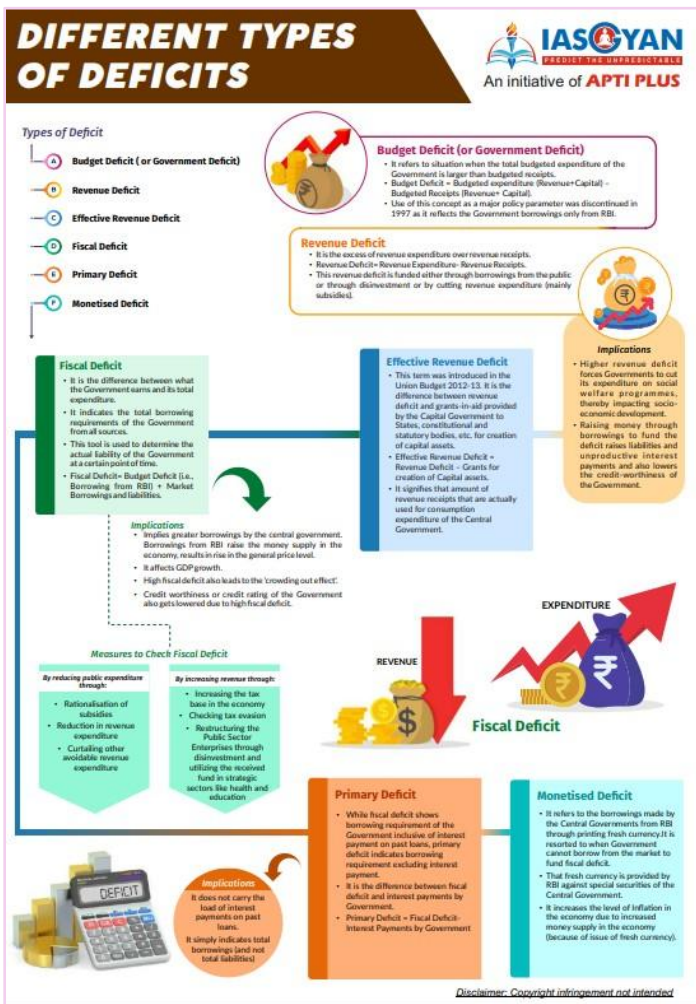 DIFFERENT TYPES
OF DEFICITS
IASGYAN
PREDICT THE UNPREDICTABLE
An initiative of APTI PLUS
Types of Deficit
A Budget Deficit ( or Government Deficit)
B Revenue Deficit
C Effective Revenue Deficit
D Fiscal Deficit
E Primary Deficit
F Monetised Deficit
Budget Deficit (or Government Deficit)
• It refers to situation when the total budgeted expenditure of the
Government is larger than budgeted receipts.
• Budget Deficit = Budgeted expenditure (Revenue+Capital) –
Budgeted Receipts (Revenue+ Capital).
• Use of this concept as a major policy parameter was discontinued in
1997 as it reflects the Government borrowings only from RBI.
Revenue Deficit
• It is the excess of revenue expenditure over revenue receipts.
• Revenue Deficit= Revenue Expenditure- Revenue Receipts.
• This revenue deficit is funded either through borrowings from the public
or through disinvestment or by cutting revenue expenditure (mainly
subsidies).
Implications
• Higher revenue deficit
forces Governments to cut
its expenditure on social
welfare programmes,
thereby impacting socio-
economic development.
• Raising money through
borrowings to fund the
deficit raises liabilities and
unproductive interest
payments and also lowers
the credit-worthiness of
the Government.
Fiscal Deficit
• It is the difference between what
the Government earns and its total
expenditure.
• It indicates the total borrowing
requirements of the Government
from all sources.
• This tool is used to determine the
actual liability of the Government
at a certain point of time.
• Fiscal Deficit= Budget Deficit (i.e.,
Borrowing from RBI) + Market
Borrowings and liabilities.
Effective Revenue Deficit
• This term was introduced in the
Union Budget 2012-13. It is the
difference between revenue
deficit and grants-in-aid provided
by the Capital Government to
States, constitutional and
statutory bodies, etc. for creation
of capital assets.
• Effective Revenue Deficit =
Revenue Deficit – Grants for
creation of Capital assets.
• It signifies that amount of
revenue receipts that are actually
used for consumption
expenditure of the Central
Government.
Implications
• Implies greater borrowings by the central government.
Borrowings from RBI raise the money supply in the
economy, results in rise in the general price level.
• It affects GDP growth.
• High fiscal deficit also leads to the 'crowding out effect'.
• Credit worthiness or credit rating of the Government
also gets lowered due to high fiscal deficit.
Measures to Check Fiscal Deficit
By reducing public expenditure
through:
• Rationalisation of
subsidies
• Reduction in revenue
expenditure
• Curtailing other
avoidable revenue
expenditure
By increasing revenue through:
• Increasing the tax
base in the economy
• Checking tax evasion
• Restructuring the
Public Sector
Enterprises through
disinvestment and
utilizing the received
fund in strategic
sectors like health and
education
REVENUE
EXPENDITURE
Fiscal Deficit
Primary Deficit
• While fiscal deficit shows
borrowing requirement of the
Government inclusive of interest
payment on past loans, primary
deficit indicates borrowing
requirement excluding interest
payment.
• It is the difference between fiscal
deficit and interest payments by
Government.
• Primary Deficit = Fiscal Deficit-
Interest Payments by Government
Monetised Deficit
• It refers to the borrowings made by
the Central Governments from RBI
through printing fresh currency.It is
resorted to when Government
cannot borrow from the market to
fund fiscal deficit.
• That fresh currency is provided by
RBI against special securities of the
Central Government.
• It increases the level of Inflation in
the economy due to increased
money supply in the economy
(because of issue of fresh currency).
DEFICIT
Implications
It does not carry the
load of interest
payments on past
loans.
It simply indicates total
borrowings (and not
total liabilities)
Disclaimer: Copyright infringement not intended